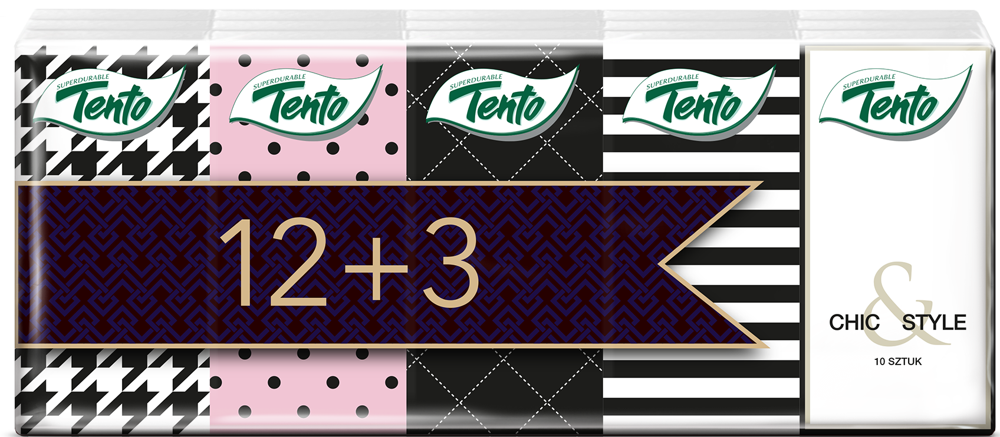 SUPERDURABLE
Tento
SUPERDURABLE
Tento
SUPERDURABLE
Tento
SUPERDURABLE
Tento
SUPERDURABLE
Tento
12+3
CHIC & STYLE
10 SZTUK